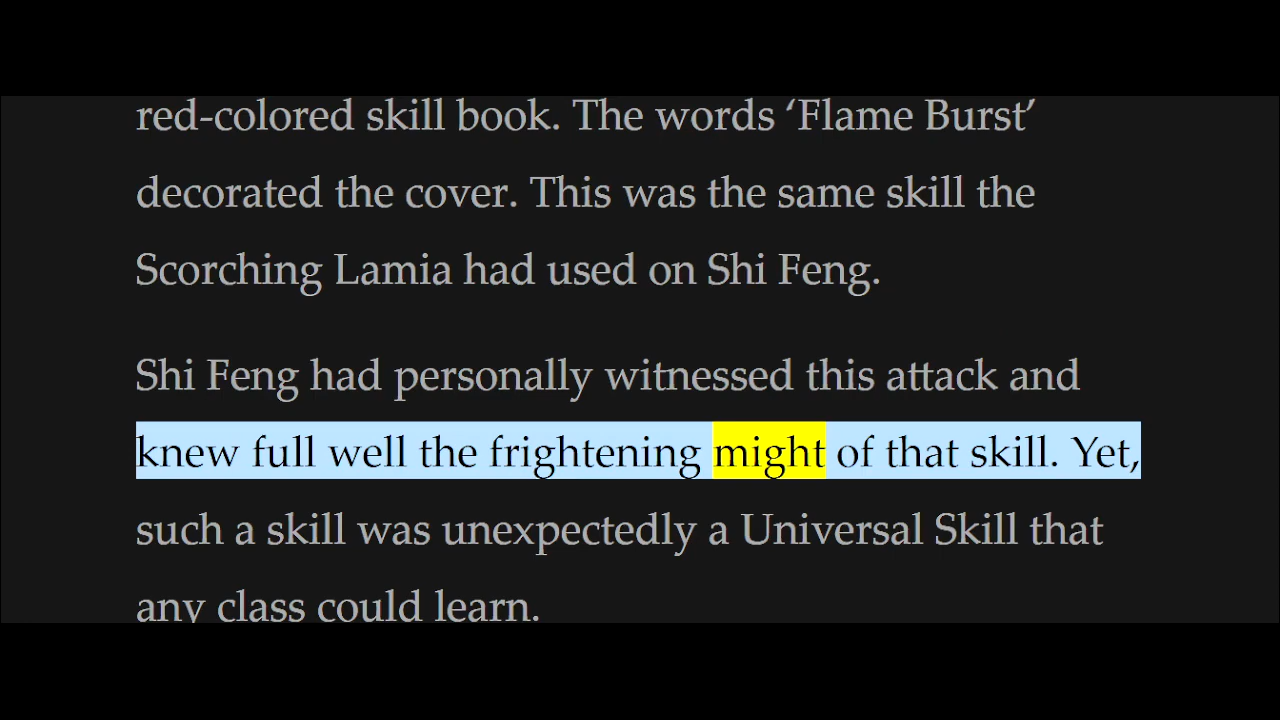 red-colored skill book. The words ‘Flame Burst’
decorated the cover. This was the same skill the
Scorching Lamia had used on Shi Feng.
Shi Feng had personally witnessed this attack and
knew full well the frightening might of that skill. Yet,
such a skill was unexpectedly a Universal Skill that
any class could learn.